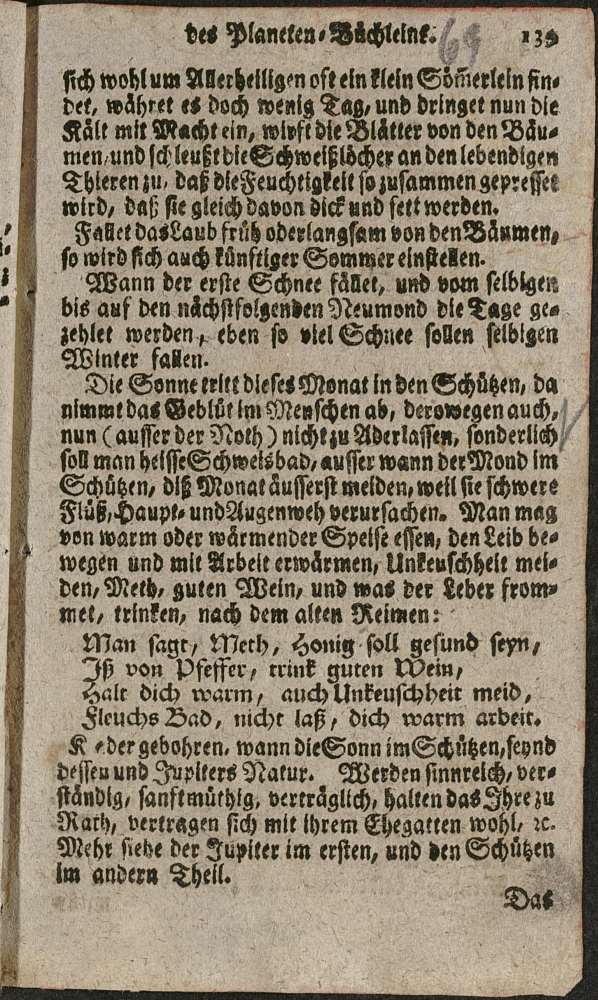 des Planeten-Büchleins. 69 139
sich wohl um Allerheiligen oft ein klein Som̃erlein fin-
det, währet es doch wenig Tag, und dringet nun die
Kält mit Macht ein, wirft die Blätter von den Bäu-
men, und schleußt die Schweißlöcher an den lebendigen
Thieren zu, daß die Feuchtigkeit so zusammen gepresset
wird, daß sie gleich davon dick und fett werden.
Fallet das Laub früh oder langsam von den Bäumen,
so wird sich auch künftiger Sommer einstellen.
Wann der erste Schnee fället, und vom selbigen
bis auf den nächstfolgenden Neumond die Tage ge-
zehlet werden, eben so viel Schnee sollen selbigen
Winter fallen.
Die Sonne tritt dieses Monat in den Schützen, da
nimmt das Geblüt im Menschen ab, derowegen auch,
nun (ausser der Noth) nicht zu Aderlassen, sonderlich
soll man heisse Schweisbad, ausser wann der Mond im
Schützen, diß Monat äusserst meiden, weil sie schwere
Flüß, Haupt- und Augenweh verursachen. Man mag
von warm oder wärmender Speise essen, den Leib be-
wegen und mit Arbeit erwärmen, Unkeuschheit mei-
den, Meth, guten Wein, und was der Leber from-
met, trinken, nach dem alten Reimen:
Man sagt, Meth, Honig soll gesund seyn,
Iß von Pfeffer, trink guten Wein,
Halt dich warm, auch Unkeuschheit meid,
Fleuchs Bad, nicht laß, dich warm arbeit.
der gebohren, wann die Sonn im Schützen, seynd
dessen und Jupiters Natur. Werden sinnreich, ver-
ständig, sanftmüthig, verträglich, halten das Ihre zu
Rath, vertragen sich mit ihrem Ehegatten wohl, ꝛc.
Mehr siehe der Jupiter im ersten, und den Schützen
im andern Theil.
Das